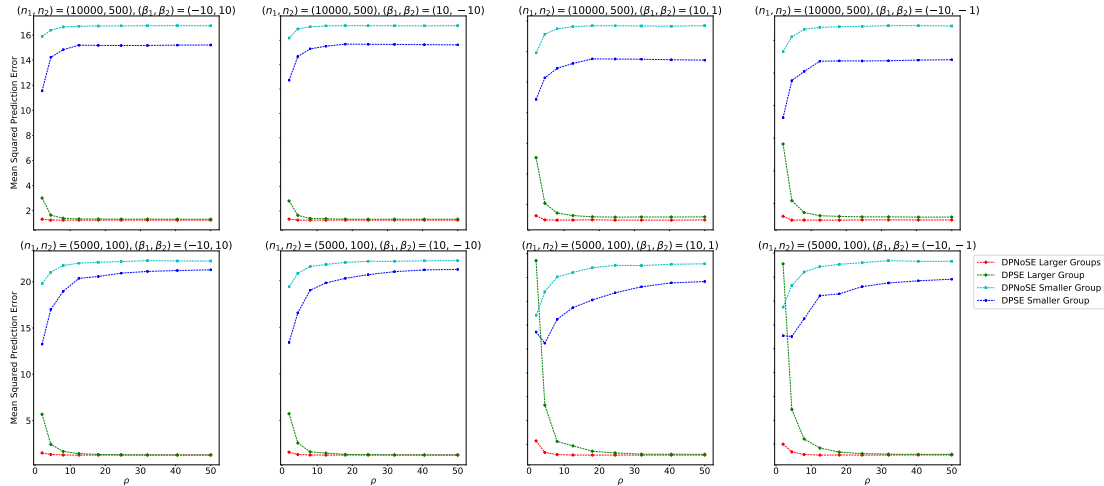 (n₁, n₂) = (10000, 500), (β₁, β₂) = (−10, 10)
(n₁, n₂) = (10000, 500), (β₁, β₂) = (10, −10)
(n₁, n₂) = (10000, 500), (β₁, β₂) = (10, 1)
(n₁, n₂) = (10000, 500), (β₁, β₂) = (−10, −1)
Mean Squared Prediction Error
16
14
12
10
8
6
4
2
(n₁, n₂) = (5000, 100), (β₁, β₂) = (−10, 10)
(n₁, n₂) = (5000, 100), (β₁, β₂) = (10, −10)
(n₁, n₂) = (5000, 100), (β₁, β₂) = (10, 1)
(n₁, n₂) = (5000, 100), (β₁, β₂) = (−10, −1)
Mean Squared Prediction Error
20
15
10
5
0 10 20 30 40 50
ρ
0 10 20 30 40 50
ρ
0 10 20 30 40 50
ρ
0 10 20 30 40 50
ρ
DPNoSE Larger Groups
DPSE Larger Group
DPNoSE Smaller Group
DPSE Smaller Group